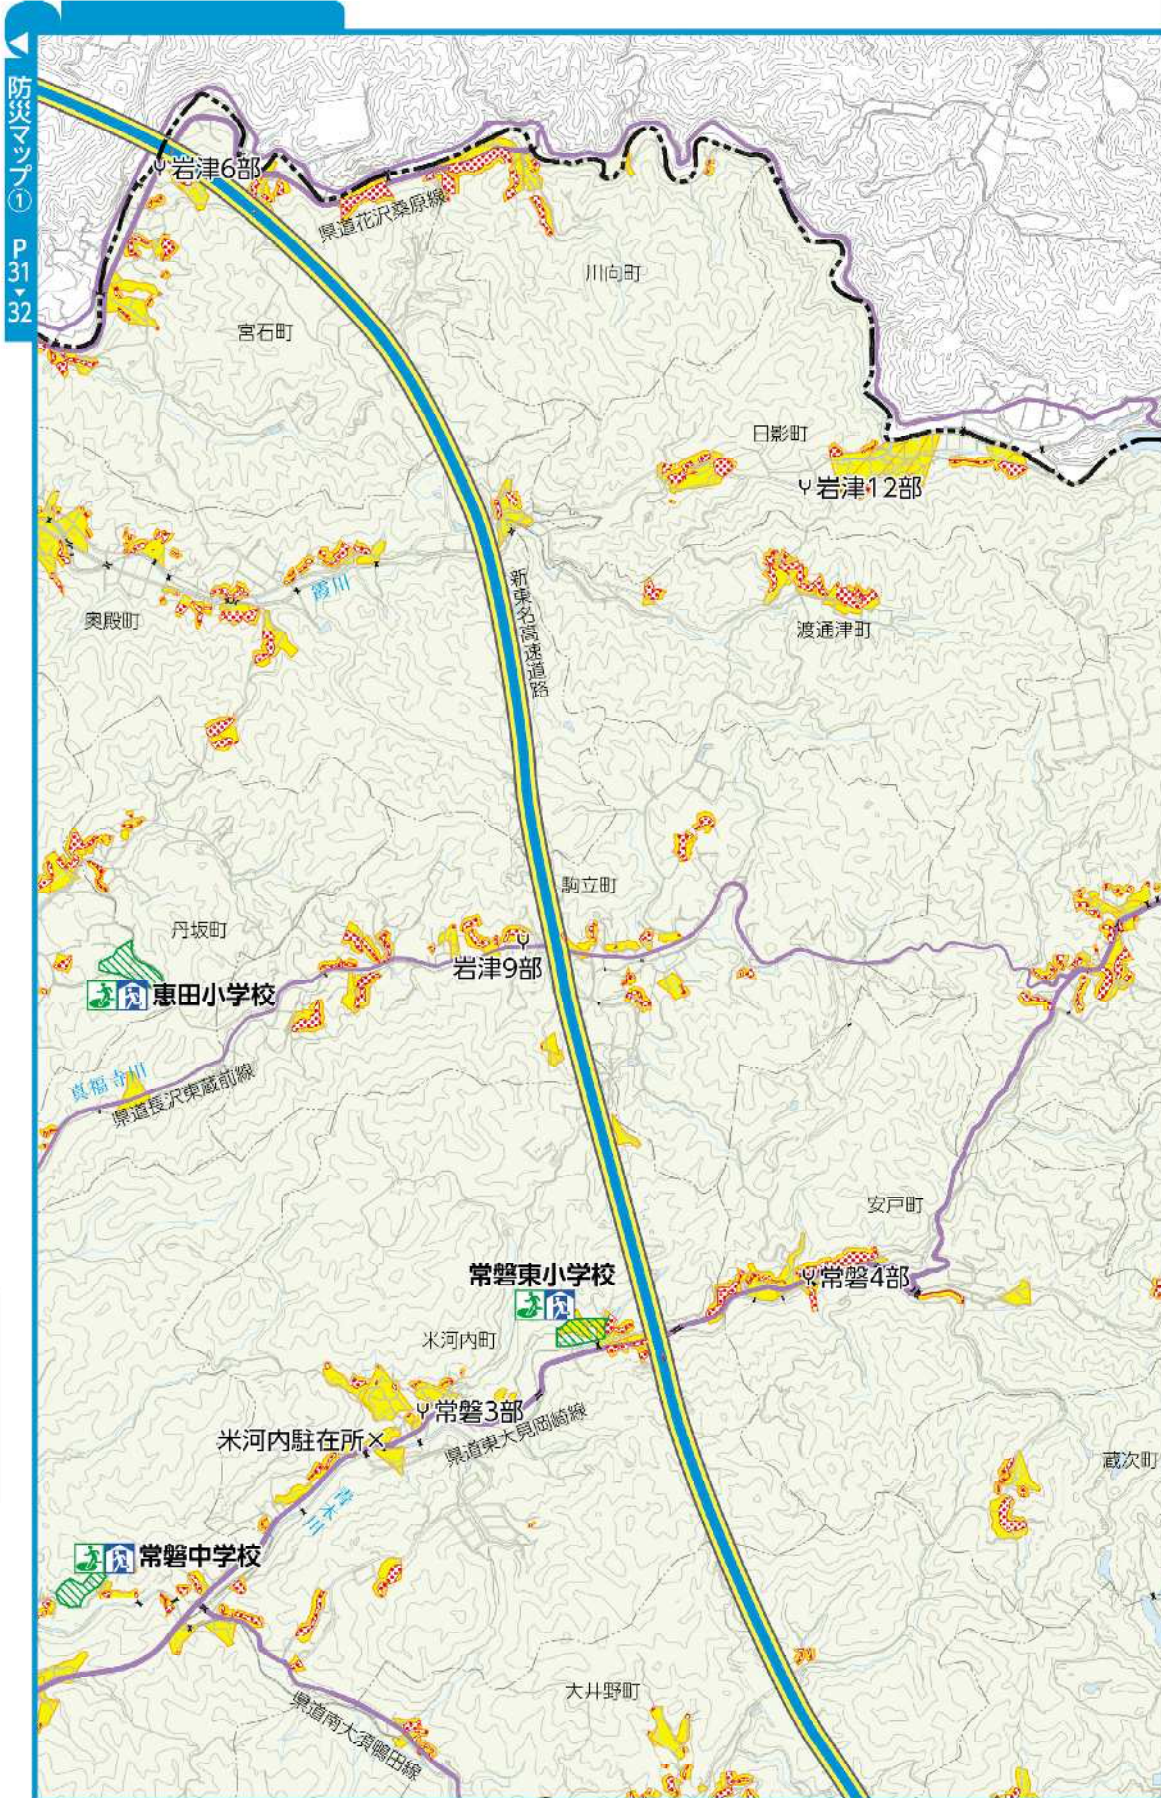 防災マップ① P31▼32
岩津6部
県道花沢桑原線
川向町
宮石町
日影町
岩津12部
霞川
奥殿町
新東名高速道路
渡通津町
駒立町
丹坂町
岩津9部
恵田小学校
真福寺川
県道長沢東蔵前線
安戸町
常磐東小学校
常磐4部
米河内町
常磐3部
米河内駐在所
県道東大見岡崎線
蔵次町
青木川
常磐中学校
大井野町
県道南大須鴨田線